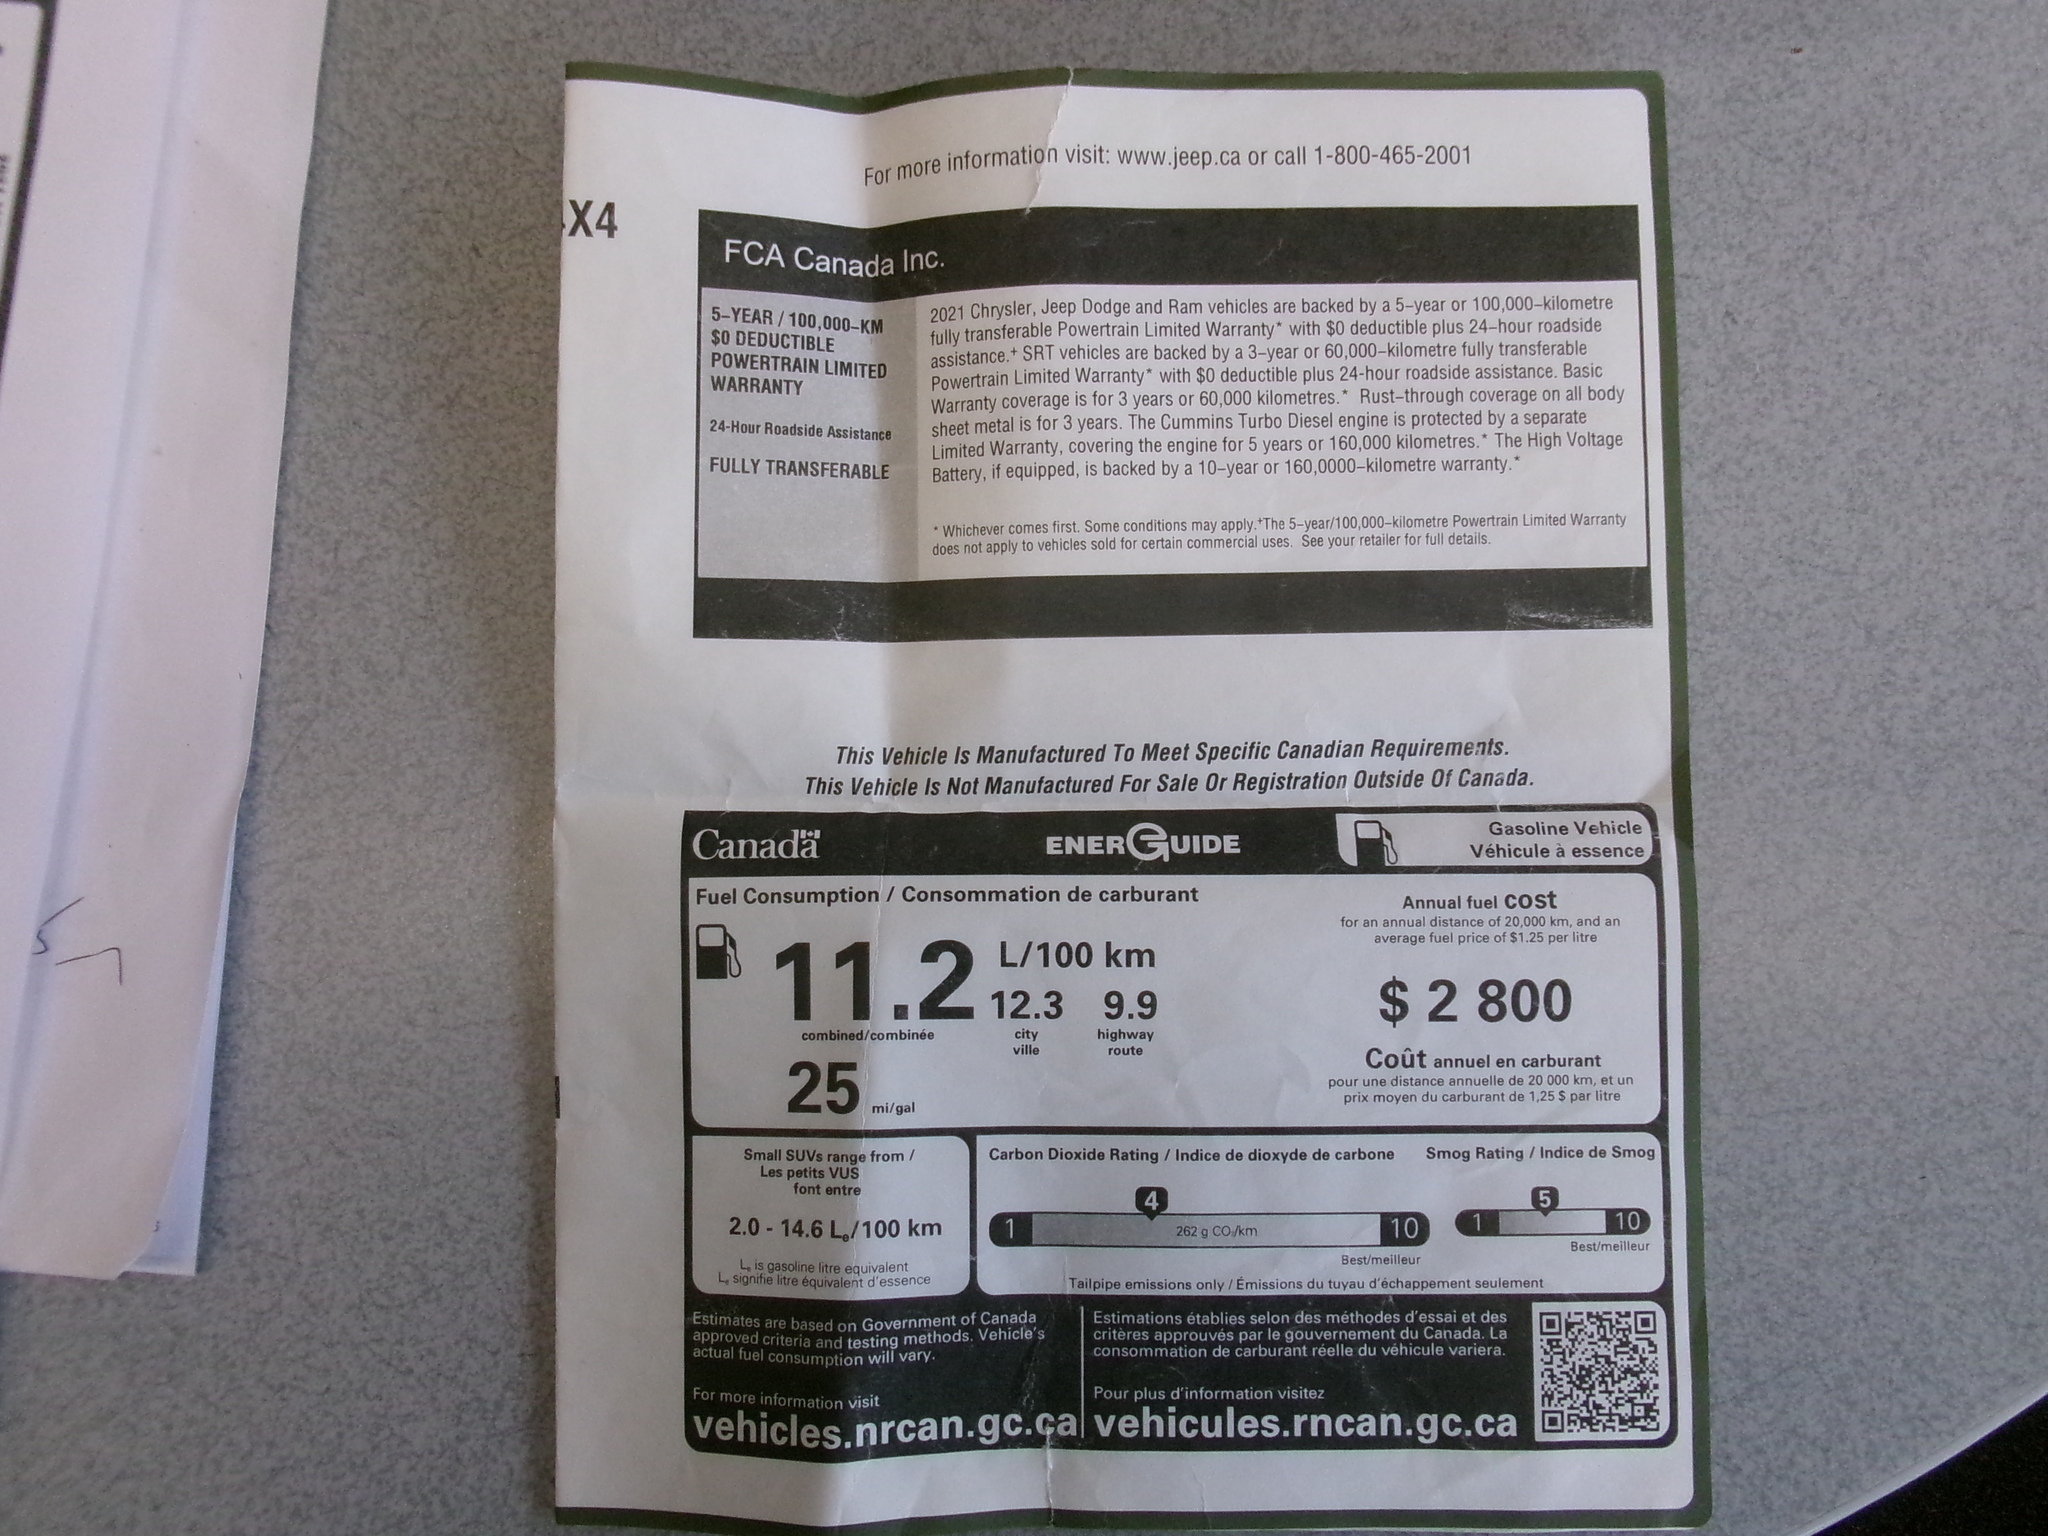 For more information visit: www.jeep.ca or call 1-800-465-2001
X4
FCA Canada Inc.
5-YEAR / 100,000-KM
$0 DEDUCTIBLE
POWERTRAIN LIMITED
WARRANTY
24-Hour Roadside Assistance
FULLY TRANSFERABLE
2021 Chrysler, Jeep Dodge and Ram vehicles are backed by a 5-year or 100,000-kilometre
fully transferable Powertrain Limited Warranty* with $0 deductible plus 24-hour roadside
assistance.+ SRT vehicles are backed by a 3-year or 60,000-kilometre fully transferable
Powertrain Limited Warranty* with $0 deductible plus 24-hour roadside assistance. Basic
Warranty coverage is for 3 years or 60,000 kilometres.* Rust-through coverage on all body
sheet metal is for 3 years. The Cummins Turbo Diesel engine is protected by a separate
Limited Warranty, covering the engine for 5 years or 160,000 kilometres.* The High Voltage
Battery, if equipped, is backed by a 10-year or 160,0000-kilometre warranty.*
* Whichever comes first. Some conditions may apply.+The 5-year/100,000-kilometre Powertrain Limited Warranty
does not apply to vehicles sold for certain commercial uses. See your retailer for full details.
This Vehicle Is Manufactured To Meet Specific Canadian Requirements.
This Vehicle Is Not Manufactured For Sale Or Registration Outside Of Canada.
Canada
ENERGUIDE
Gasoline Vehicle
Véhicule à essence
Fuel Consumption / Consommation de carburant
11.2 L/100 km
combined/combinée
12.3 9.9
city highway
ville route
25 mi/gal
Annual fuel cost
for an annual distance of 20,000 km, and an
average fuel price of $1.25 per litre
$ 2 800
Coût annuel en carburant
pour une distance annuelle de 20 000 km, et un
prix moyen du carburant de 1,25 $ par litre
Small SUVs range from /
Les petits VUS
font entre
2.0 - 14.6 Le/100 km
Le is gasoline litre equivalent
Le signifie litre équivalent d'essence
Carbon Dioxide Rating / Indice de dioxyde de carbone
4
1 262 g CO2/km 10
Best/meilleur
Smog Rating / Indice de Smog
5
1 10
Best/meilleur
Tailpipe emissions only / Émissions du tuyau d'échappement seulement
Estimates are based on Government of Canada
approved criteria and testing methods. Vehicle's
actual fuel consumption will vary.
For more information visit
vehicles.nrcan.gc.ca
Estimations établies selon des méthodes d'essai et des
critères approuvés par le gouvernement du Canada. La
consommation de carburant réelle du véhicule variera.
Pour plus d'information visitez
vehicules.rncan.gc.ca